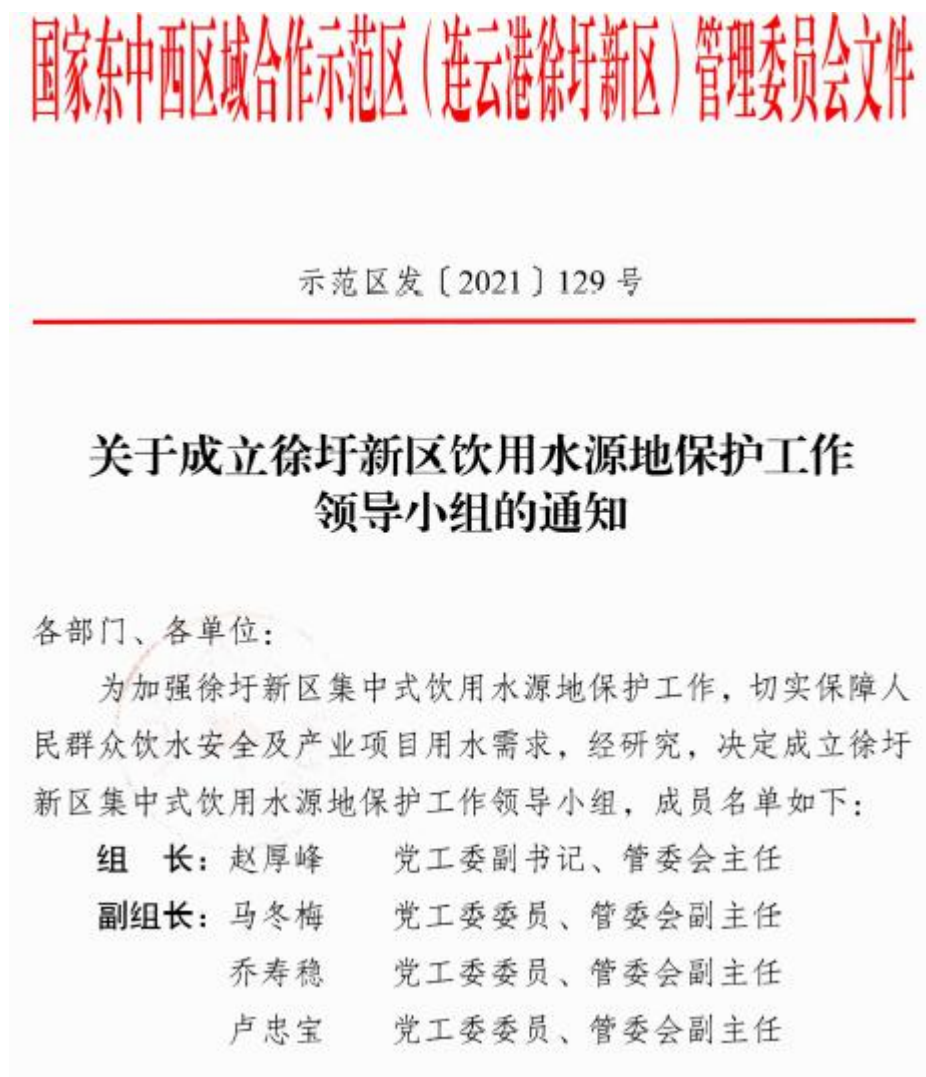 国家东中西区域合作示范区（连云港徐圩新区）管理委员会文件
示范区发〔2021〕129 号
关于成立徐圩新区饮用水源地保护工作
领导小组的通知
各部门、各单位：
为加强徐圩新区集中式饮用水源地保护工作，切实保障人
民群众饮水安全及产业项目用水需求，经研究，决定成立徐圩
新区集中式饮用水源地保护工作领导小组，成员名单如下：
组　长：赵厚峰　　党工委副书记、管委会主任
副组长：马冬梅　　党工委委员、管委会副主任
乔寿稳　　党工委委员、管委会副主任
卢忠宝　　党工委委员、管委会副主任